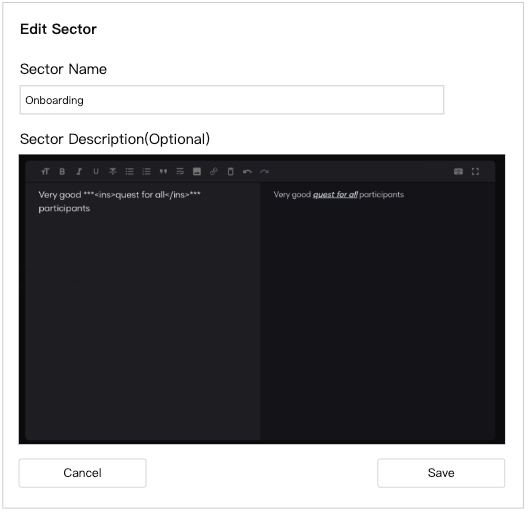 Edit Sector
Sector Name
Onboarding
Sector Description(Optional)
Very good ***<ins>quest for all</ins>***
participants
Very good quest for all participants
Cancel
Save